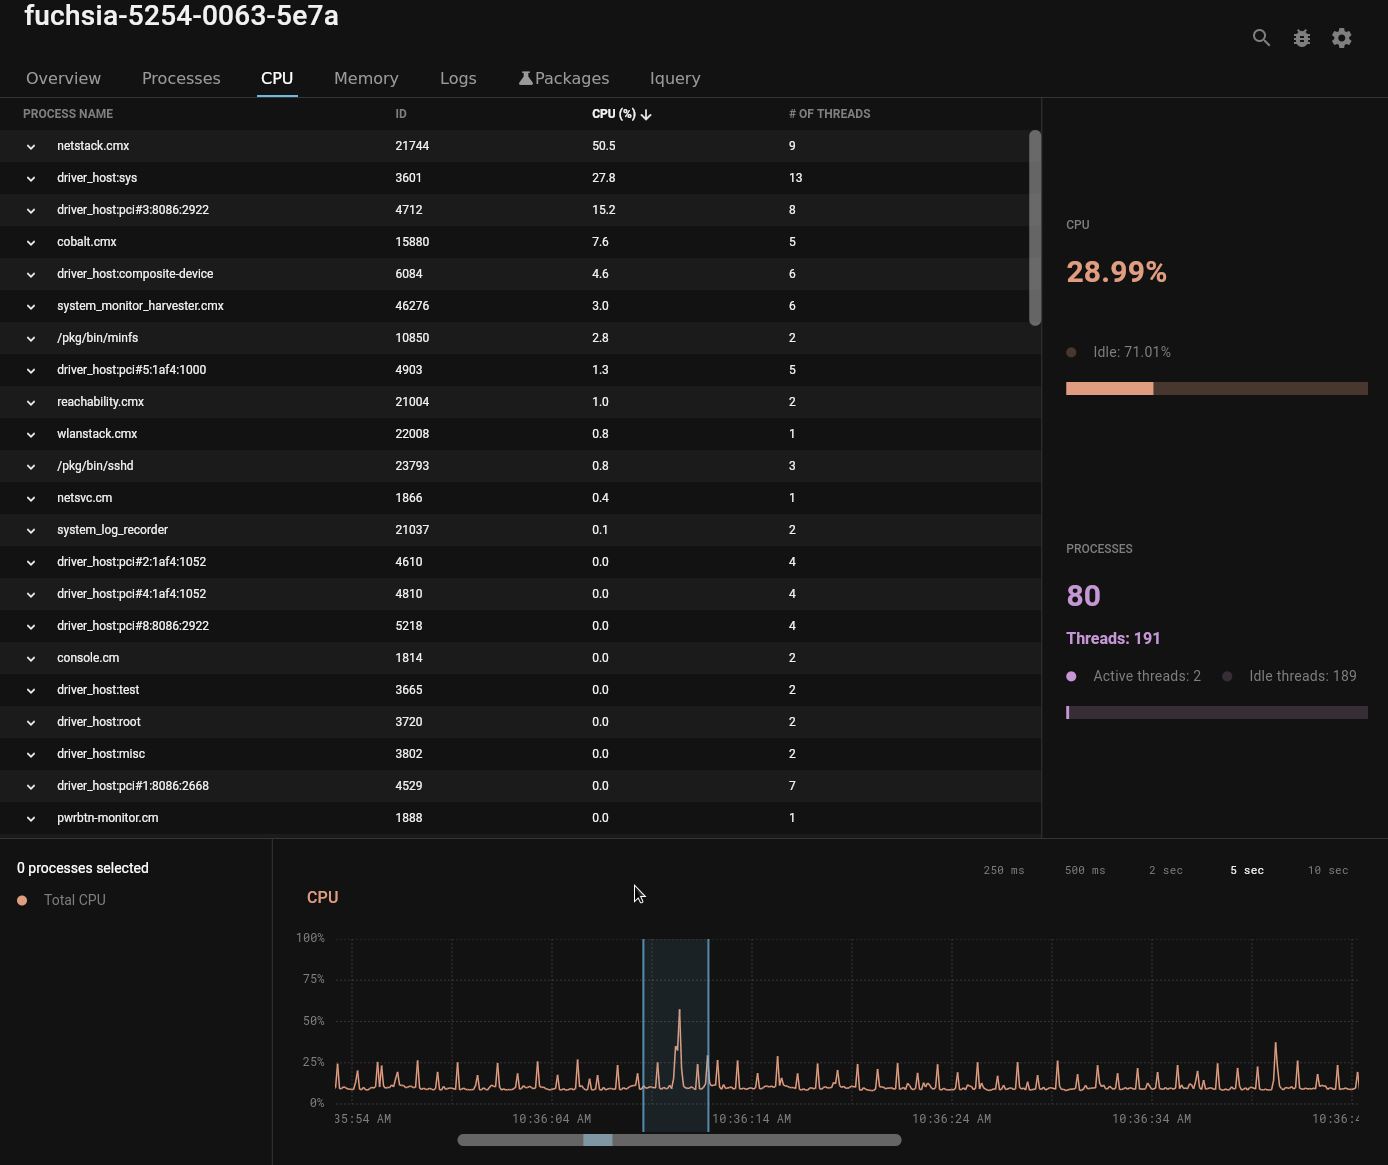 fuchsia-5254-0063-5e7a
Overview Processes CPU Memory Logs Packages Iquery
PROCESS NAME ID CPU (%) # OF THREADS
netstack.cmx 21744 50.5 9
driver_host:sys 3601 27.8 13
driver_host:pci#3:8086:2922 4712 15.2 8
cobalt.cmx 15880 7.6 5
driver_host:composite-device 6084 4.6 6
system_monitor_harvester.cmx 46276 3.0 6
/pkg/bin/minfs 10850 2.8 2
driver_host:pci#5:1af4:1000 4903 1.3 5
reachability.cmx 21004 1.0 2
wlanstack.cmx 22008 0.8 1
/pkg/bin/sshd 23793 0.8 3
netsvc.cm 1866 0.4 1
system_log_recorder 21037 0.1 2
driver_host:pci#2:1af4:1052 4610 0.0 4
driver_host:pci#4:1af4:1052 4810 0.0 4
driver_host:pci#8:8086:2922 5218 0.0 4
console.cm 1814 0.0 2
driver_host:test 3665 0.0 2
driver_host:root 3720 0.0 2
driver_host:misc 3802 0.0 2
driver_host:pci#1:8086:2668 4529 0.0 7
pwrbtn-monitor.cm 1888 0.0 1
CPU
28.99%
Idle: 71.01%
PROCESSES
80
Threads: 191
Active threads: 2 Idle threads: 189
0 processes selected
Total CPU
250 ms 500 ms 2 sec 5 sec 10 sec
CPU
100%
75%
50%
25%
0%
35:54 AM 10:36:04 AM 10:36:14 AM 10:36:24 AM 10:36:34 AM 10:36:4